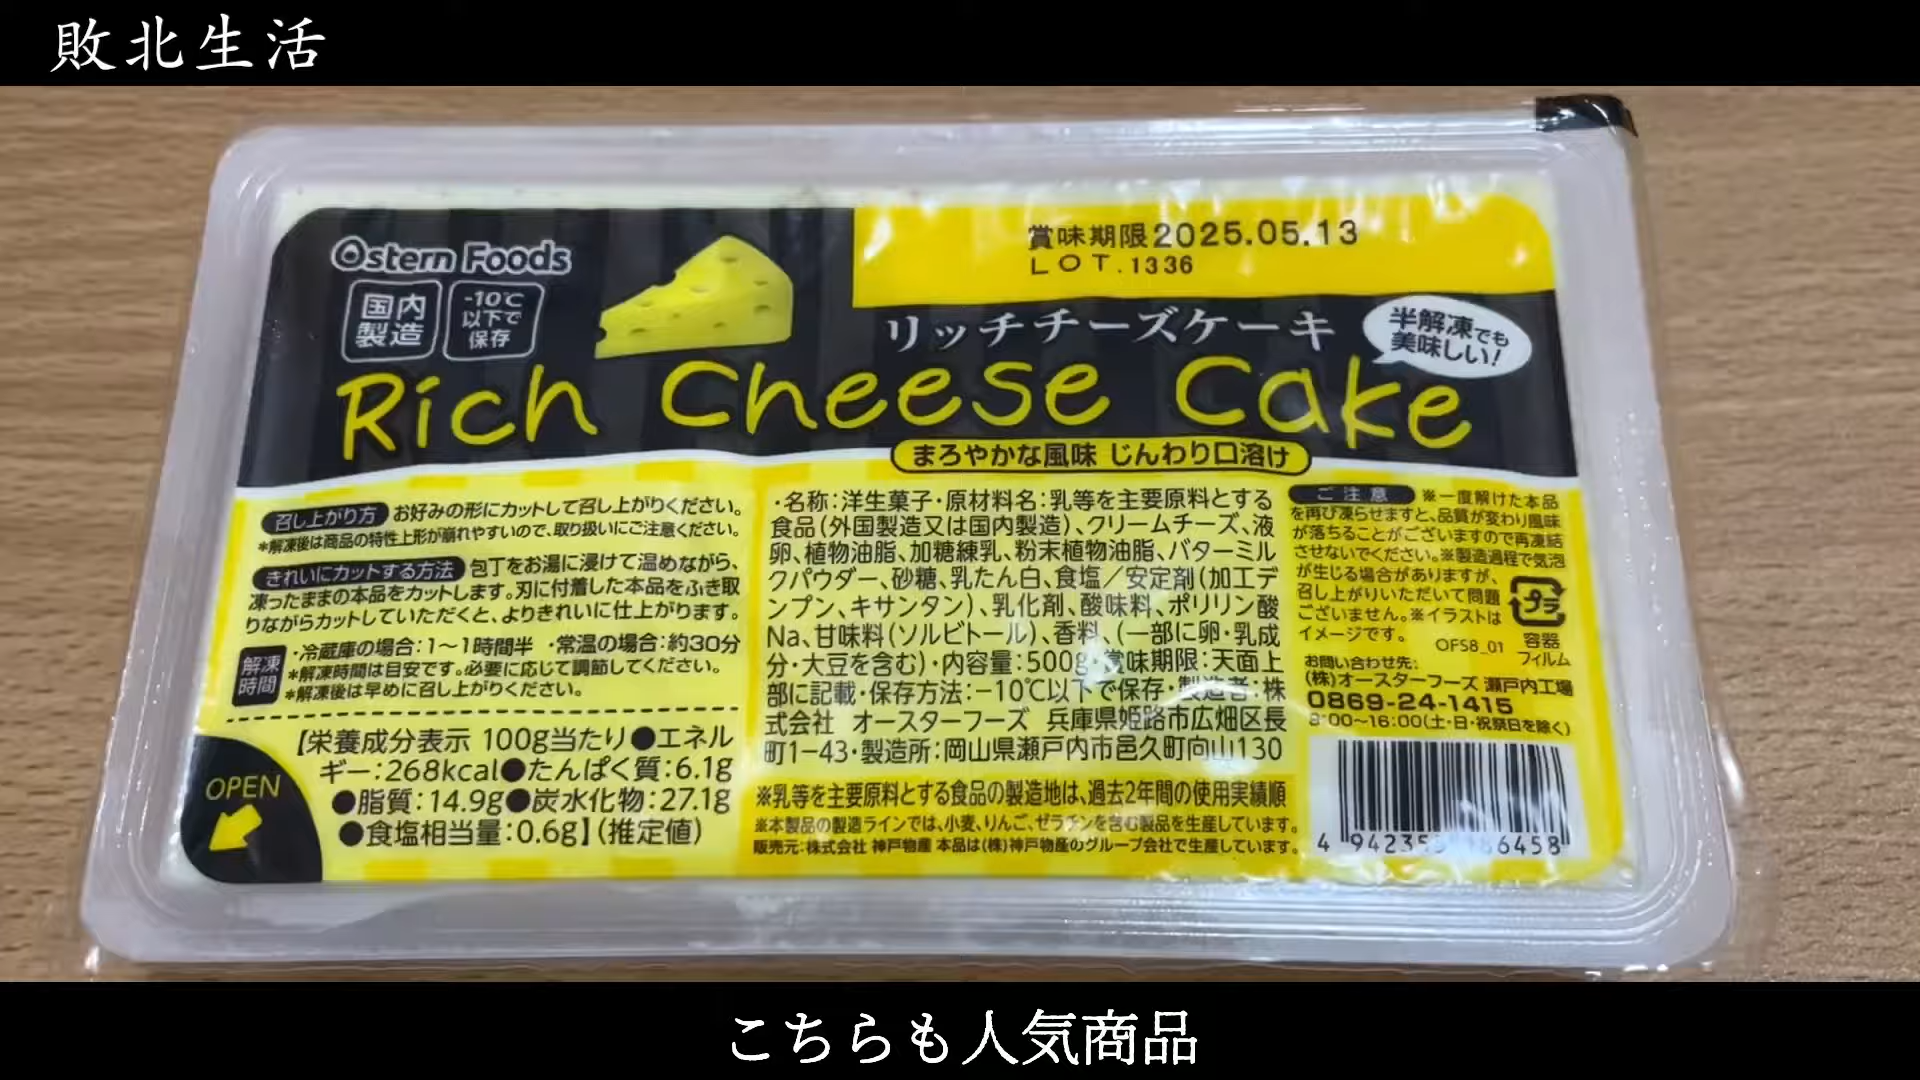 敗北生活
Ostern Foods
国内
製造
-10℃
以下で
保存
賞味期限2025.05.13
LOT.1336
リッチチーズケーキ
半解凍でも
美味しい!
Rich Cheese Cake
まろやかな風味 じんわり口溶け
召し上がり方 お好みの形にカットして召し上がりください。
*解凍後は商品の特性上形が崩れやすいので、取り扱いにご注意ください。
きれいにカットする方法 包丁をお湯に浸けて温めながら、
凍ったままの本品をカットします。刃に付着した本品をふき取
りながらカットしていただくと、よりきれいに仕上がります。
解凍
時間
・冷蔵庫の場合:1〜1時間半 ・常温の場合:約30分
*解凍時間は目安です。必要に応じて調節してください。
*解凍後は早めに召し上がりください。
【栄養成分表示 100g当たり●エネル
ギー:268kcal●たんぱく質:6.1g
●脂質:14.9g●炭水化物:27.1g
●食塩相当量:0.6g】(推定値)
OPEN
・名称:洋生菓子・原材料名:乳等を主要原料とする
食品(外国製造又は国内製造)、クリームチーズ、液
卵、植物油脂、加糖練乳、粉末植物油脂、バターミル
クパウダー、砂糖、乳たん白、食塩/安定剤(加工デ
ンプン、キサンタン)、乳化剤、酸味料、ポリリン酸
Na、甘味料(ソルビトール)、香料、(一部に卵・乳成
分・大豆を含む)・内容量:500g・賞味期限:天面上
部に記載・保存方法:-10℃以下で保存・製造者:株
式会社 オースターフーズ 兵庫県姫路市広畑区長
町1-43・製造所:岡山県瀬戸内市邑久町向山130
※乳等を主要原料とする食品の製造地は、過去2年間の使用実績順
※本製品の製造ラインでは、小麦、りんご、ゼラチンを含む製品を生産しています。
販売元:株式会社 神戸物産 本品は(株)神戸物産のグループ会社で生産しています。
ご注意 ※一度解けた本品
を再び凍らせますと、品質が変わり風味
が落ちることがございますので再凍結
させないでください。※製造過程で気泡
が生じる場合がありますが、
召し上がりいただいて問題
ございません。※イラストは
イメージです。
プラ
OFS8_01
容器
フィルム
お問い合わせ先:
(株)オースターフーズ 瀬戸内工場
0869-24-1415
8:00〜16:00(土・日・祝祭日を除く)
こちらも人気商品